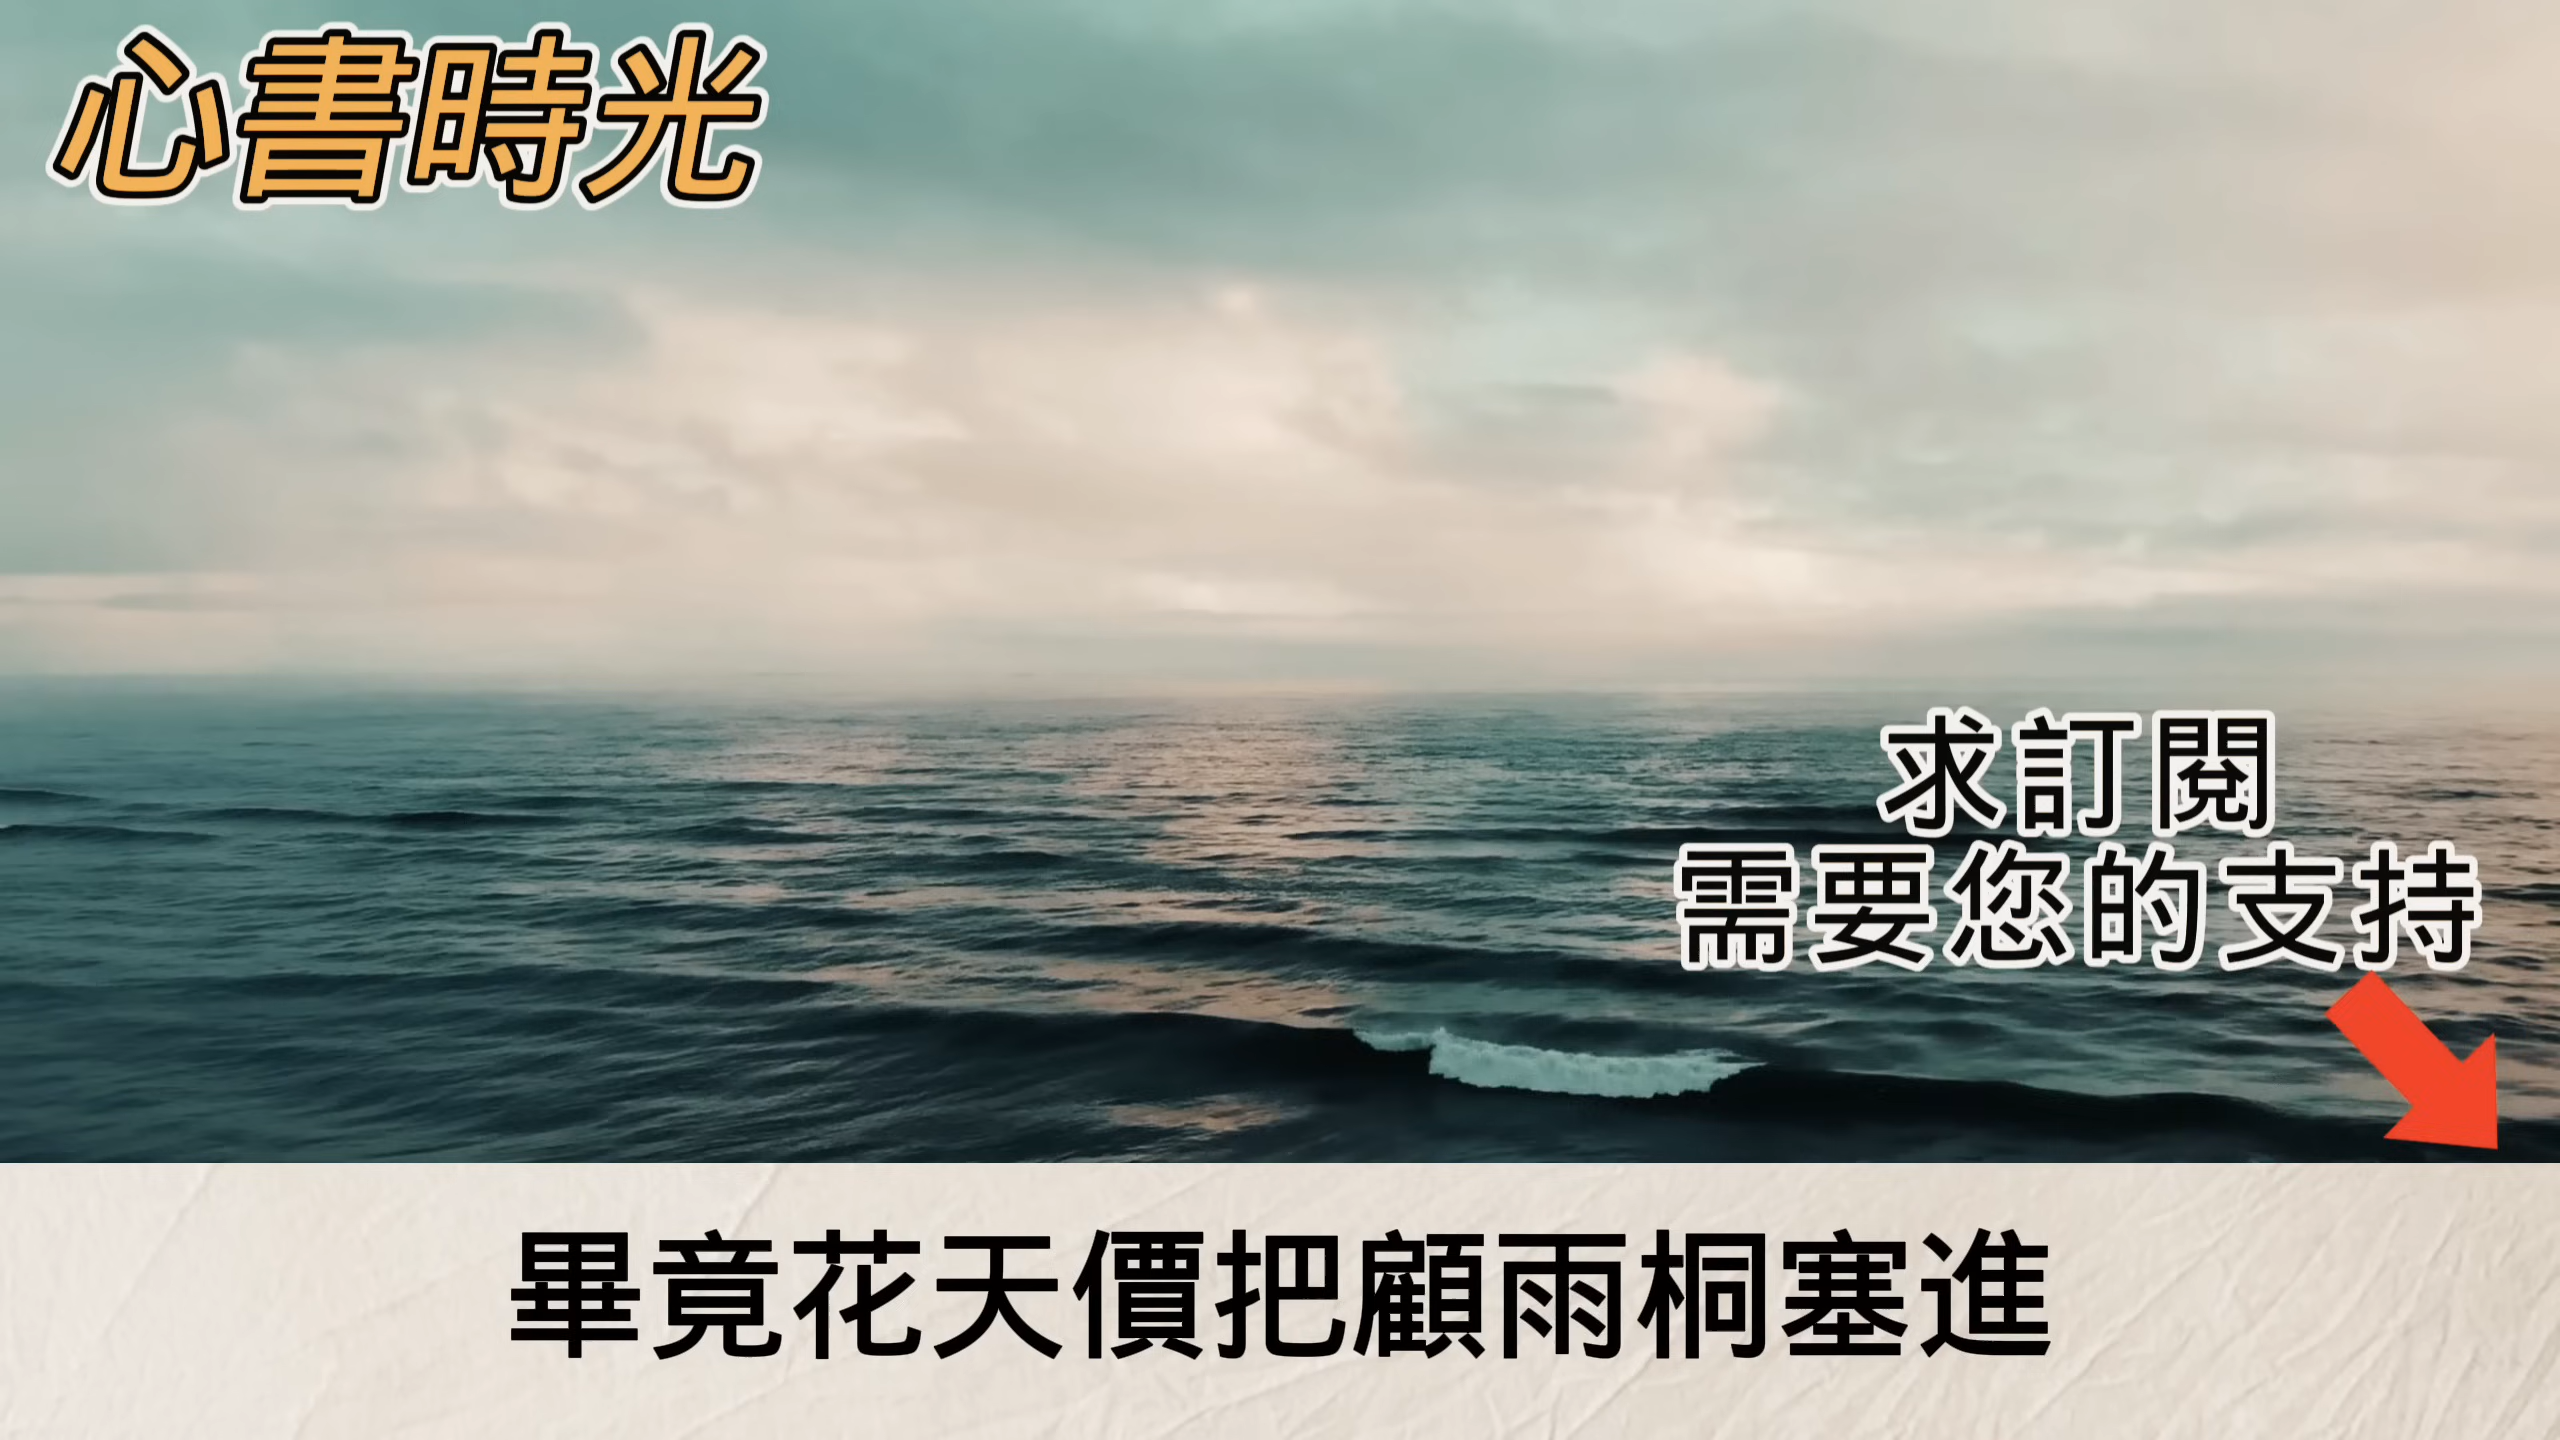 心書時光
求訂閱
需要您的支持
畢竟花天價把顧雨桐塞進